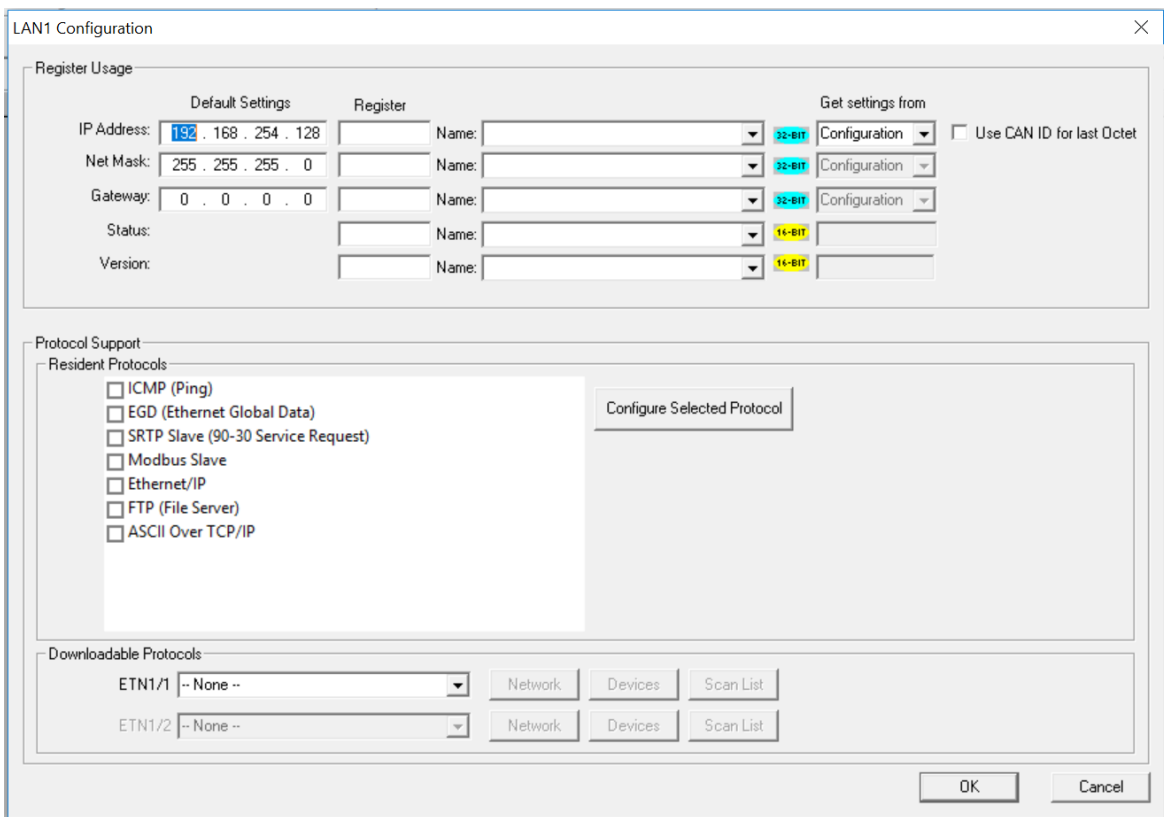 LAN1 Configuration
Register Usage
Default Settings Register Get settings from
IP Address: 192 . 168 . 254 . 128 Name: 32-BIT Configuration Use CAN ID for last Octet
Net Mask: 255 . 255 . 255 . 0 Name: 32-BIT Configuration
Gateway: 0 . 0 . 0 . 0 Name: 32-BIT Configuration
Status: Name: 16-BIT
Version: Name: 16-BIT
Protocol Support
Resident Protocols
ICMP (Ping)
Configure Selected Protocol
EGD (Ethernet Global Data)
SRTP Slave (90-30 Service Request)
Modbus Slave
Ethernet/IP
FTP (File Server)
ASCII Over TCP/IP
Downloadable Protocols
ETN1/1 -- None -- Network Devices Scan List
ETN1/2 -- None -- Network Devices Scan List
OK Cancel